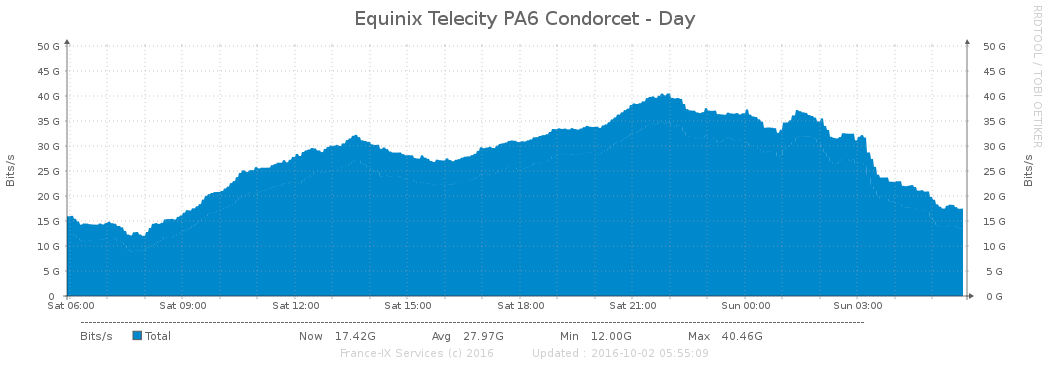 Equinix Telecity PA6 Condorcet - Day
RRDTOOL / TOBI OETIKER
Bits/s
50 G
45 G
40 G
35 G
30 G
25 G
20 G
15 G
10 G
5 G
0
50 G
45 G
40 G
35 G
30 G
25 G
20 G
15 G
10 G
5 G
0 G
Bits/s
Sat 06:00 Sat 09:00 Sat 12:00 Sat 15:00 Sat 18:00 Sat 21:00 Sun 00:00 Sun 03:00
Bits/s Total Now 17.42G Avg 27.97G Min 12.00G Max 40.46G
France-IX Services (c) 2016 Updated : 2016-10-02 05:55:09